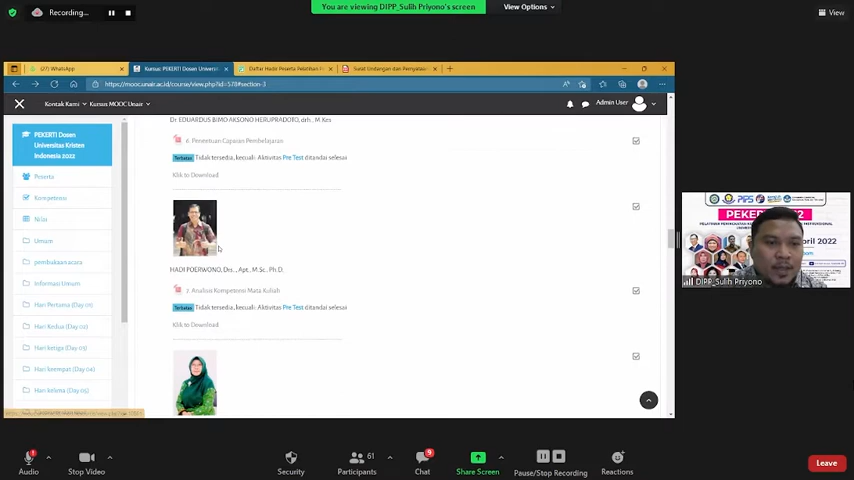 Recording...
You are viewing DIPP_Sulih Priyono's screen
View Options
View
(27) WhatsApp
Kursus: PEKERTI Dosen Universi
Daftar Hadir Peserta Pelatihan
Surat Undangan dan Pernyataan
https://mooc.unair.ac.id/course/view.php?id=578#section-3
Kontak Kami
Kursus MOOC Unair
Admin User
PEKERTI Dosen
Universitas Kristen
Indonesia 2022
Peserta
Kompetensi
Nilai
Umum
pembukaan acara
Informasi Umum
Hari Pertama (Day 01)
Hari Kedua (Day 02)
Hari ketiga (Day 03)
Hari keempat (Day 04)
Hari kelima (Day 05)
Dr EDUARDUS BIMO AKSONO HERUPRADOTO, drh., M.Kes
6. Penentuan Capaian Pembelajaran
Terbatas Tidak tersedia, kecuali: Aktivitas Pre Test ditandai selesai
Klik to Download
HADI POERWONO, Drs., Apt., M.Sc., Ph.D.
7. Analisis Kompetensi Mata Kuliah
Terbatas Tidak tersedia, kecuali: Aktivitas Pre Test ditandai selesai
Klik to Download
PIPS
PEKERTI 2022
April 2022
DIPP_Sulih Priyono
Audio
Stop Video
Security
61
Participants
9
Chat
Share Screen
Pause/Stop Recording
Reactions
Leave